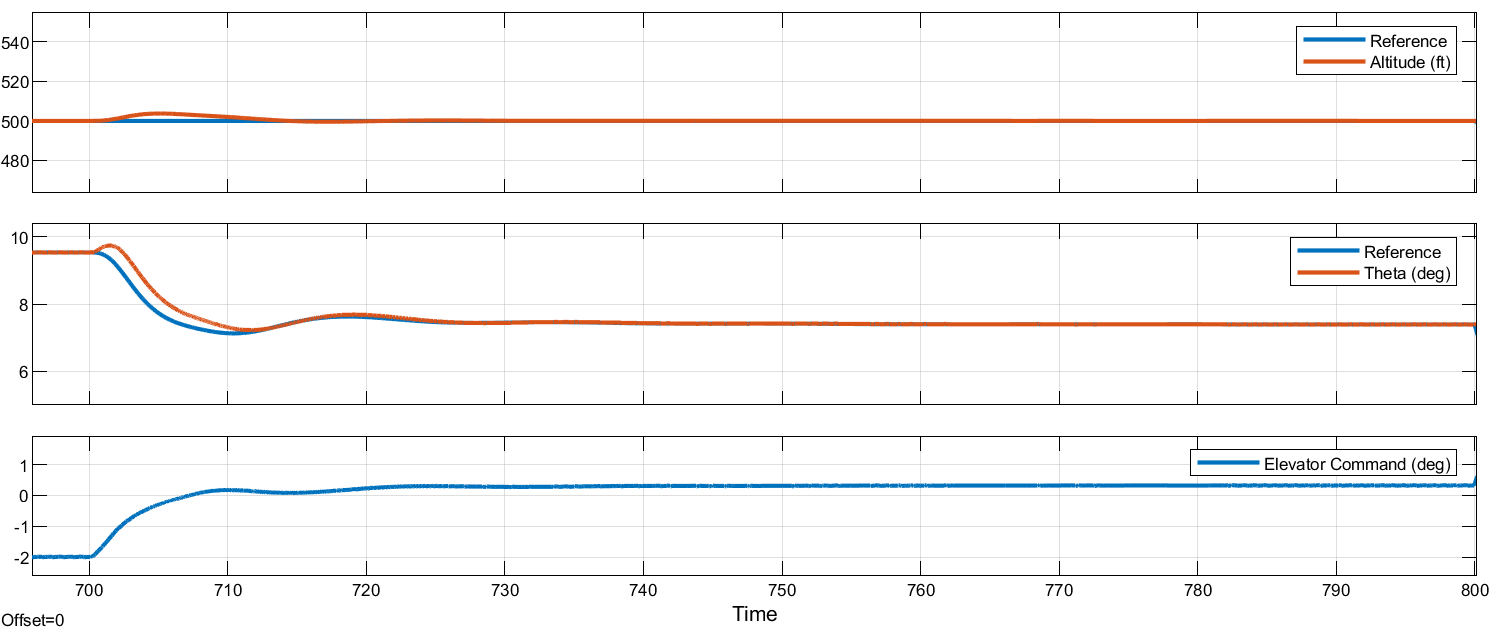 540
520
500
480
Reference
Altitude (ft)
10
8
6
Reference
Theta (deg)
1
0
-1
-2
Elevator Command (deg)
700 710 720 730 740 750 760 770 780 790 800
Time
Offset=0